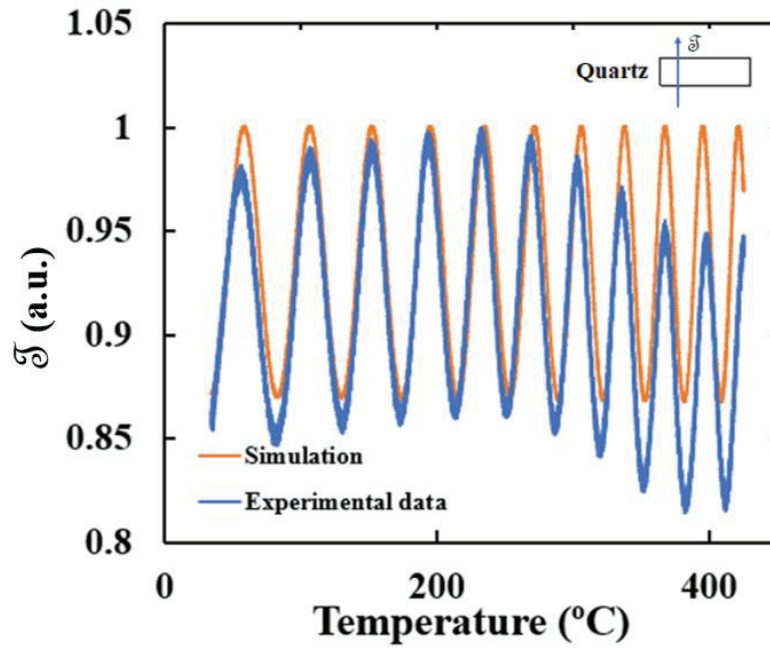 1.05
𝒯
Quartz
1
0.95
𝒯 (a.u.)
0.9
0.85
Simulation
Experimental data
0.8
0
200
400
Temperature (ºC)